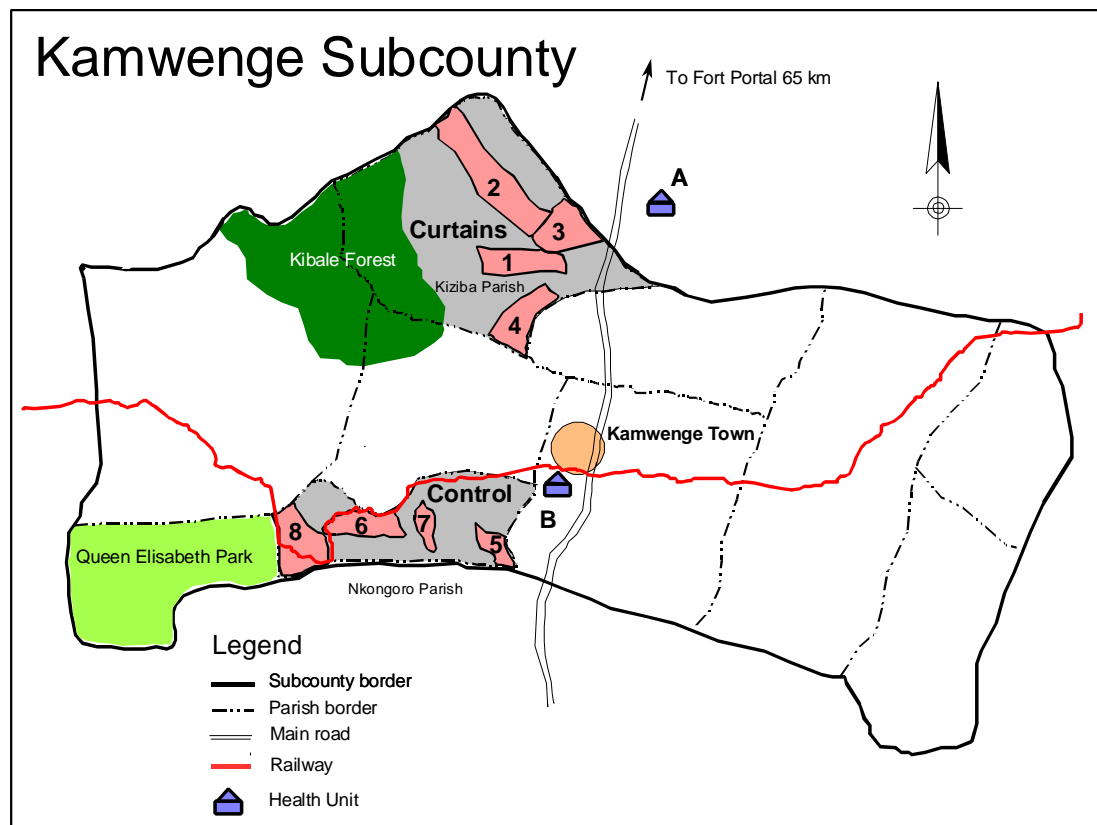 Kamwenge Subcounty
To Fort Portal 65 km
A
2
Curtains
3
Kibale Forest
1
Kiziba Parish
4
Kamwenge Town
Control
B
8
6
7
5
Queen Elisabeth Park
Nkongoro Parish
Legend
Subcounty border
Parish border
Main road
Railway
Health Unit